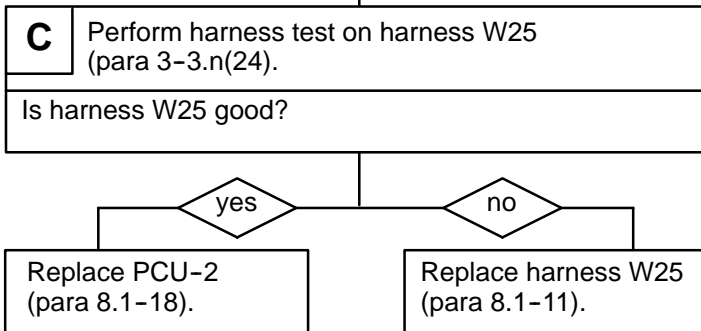 C
Perform harness test on harness W25
(para 3-3.n(24).
Is harness W25 good?
yes
no
Replace PCU-2
(para 8.1-18).
Replace harness W25
(para 8.1-11).